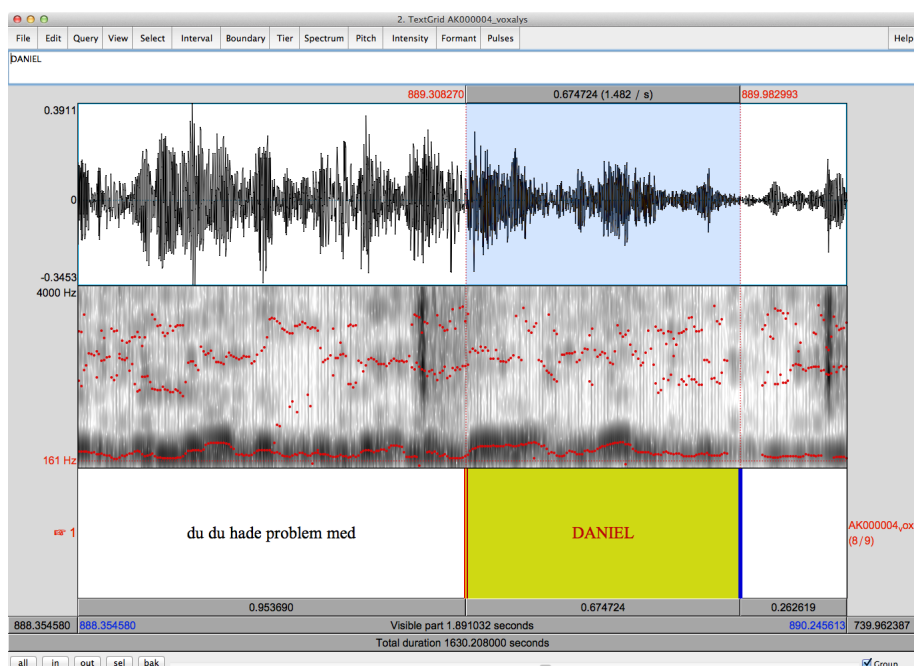 2. TextGrid AK000004_voxalys
File Edit Query View Select Interval Boundary Tier Spectrum Pitch Intensity Formant Pulses Help
DANIEL
889.308270 0.674724 (1.482 / s) 889.982993
0.3911
0
-0.3453
4000 Hz
161 Hz
1 du du hade problem med DANIEL AK000004vox
(8/9)
0.953690 0.674724 0.262619
888.354580 888.354580 Visible part 1.891032 seconds 890.245613 739.962387
Total duration 1630.208000 seconds
all in out sel bak Group